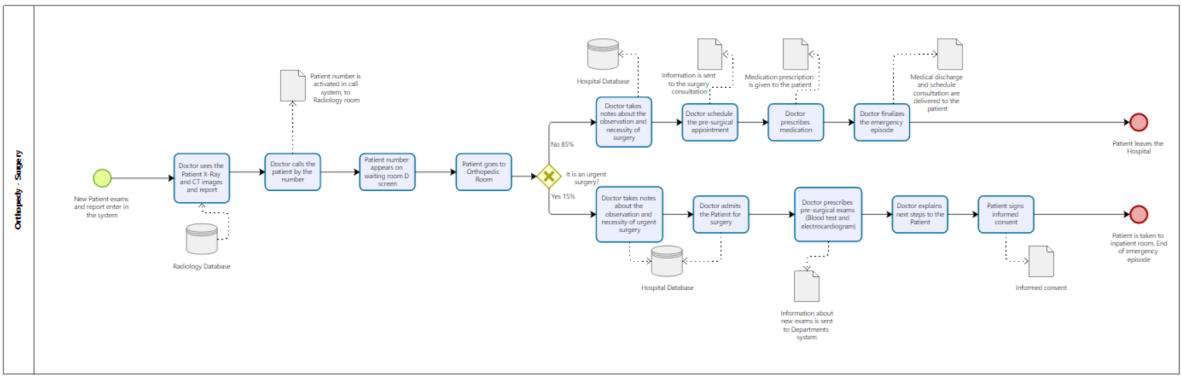 Orthopedy - Surgery
New Patient exams
and report enter in
the system
Doctor sees the
Patient X-Ray
and CT images
and report
Radiology Database
Patient number is
activated in call
system, to
Radiology room
Doctor calls the
patient by the
number
Patient number
appears on
waiting room D
screen
Patient goes to
Orthopedic
Room
It is an urgent
surgery?
No 85%
Yes 15%
Hospital Database
Doctor takes
notes about the
observation and
necessity of
surgery
Information is sent
to the surgery
consultation
Doctor schedule
the pre-surgical
appointment
Medication prescription
is given to the patient
Doctor
prescribes
medication
Medical discharge
and schedule
consultation are
delivered to the
patient
Doctor finalizes
the emergency
episode
Patient leaves the
Hospital
Doctor takes notes
about the
observation and
necessity of urgent
surgery
Doctor admits
the Patient for
surgery
Hospital Database
Doctor prescribes
pre-surgical exams
(Blood test and
electrocardiogram)
Information about
new exams is sent
to Departments
system
Doctor explains
next steps to the
Patient
Patient signs
informed
consent
Informed consent
Patient is taken to
inpatient room. End
of emergency
episode